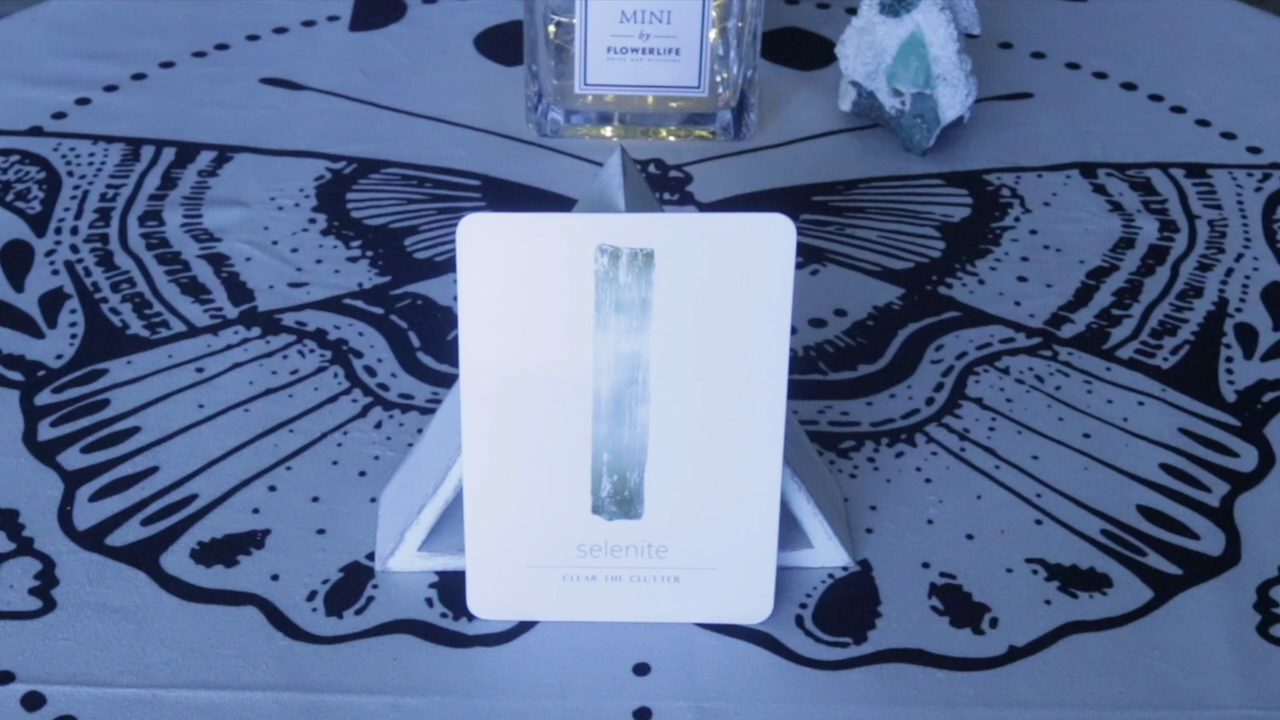 MINI
by
FLOWERLIFE
selenite
CLEAR THE CLUTTER